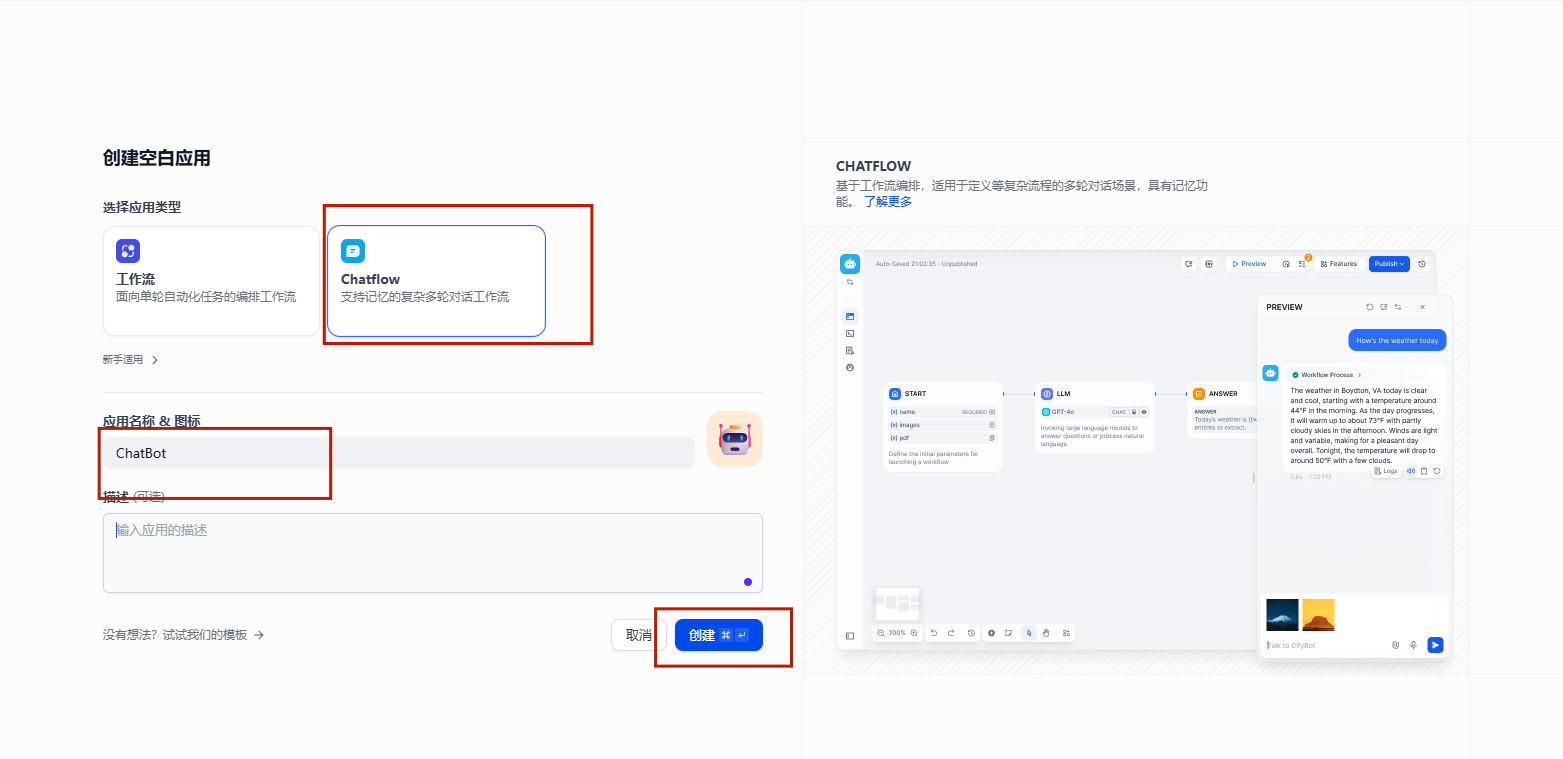 创建空白应用
选择应用类型
工作流
面向单轮自动化任务的编排工作流
Chatflow
支持记忆的复杂多轮对话工作流
新手适用
应用名称 & 图标
ChatBot
描述 (可选)
输入应用的描述
没有想法？试试我们的模板
取消
创建
CHATFLOW
基于工作流编排，适用于定义等复杂流程的多轮对话场景，具有记忆功
能。 了解更多
Auto-Saved 21:02:35 · Unpublished
Preview
2
Features
Publish
START
{x} name
REQUIRED
{x} images
{x} pdf
Define the initial parameters for
launching a workflow
LLM
GPT-4o
CHAT
Invoking large language models to
answer questions or process natural
language
ANSWER
ANSWER
Today's weather is {{w
entities to extract.
PREVIEW
How's the weather today
Workflow Process
The weather in Boydton, VA today is clear
and cool, starting with a temperature around
44°F in the morning. As the day progresses,
it will warm up to about 73°F with partly
cloudy skies in the afternoon. Winds are light
and variable, making for a pleasant day
overall. Tonight, the temperature will drop to
around 50°F with a few clouds.
Logs
5.6s · 1:20 PM
Talk to DifyBot
100%